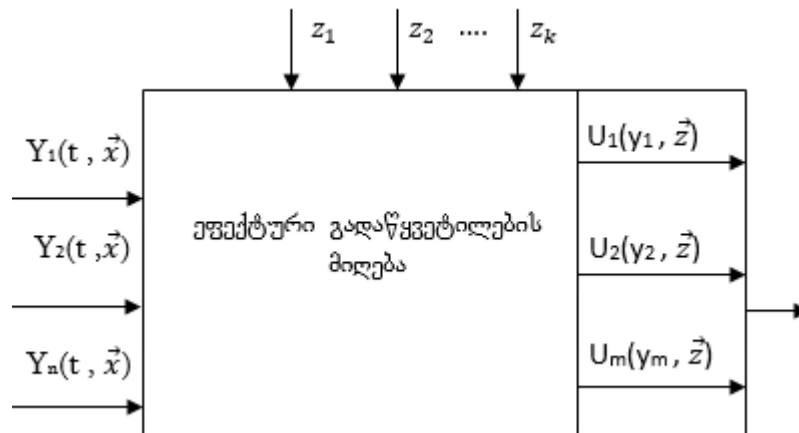 z₁ z₂ .... zₖ
Y₁(t , x⃗)
U₁(y₁ , z⃗)
ეფექტური გადაწყვეტილების
მიღება
Y₂(t ,x⃗)
U₂(y₂ , z⃗)
Yₙ(t , x⃗)
Uₘ(yₘ , z⃗)